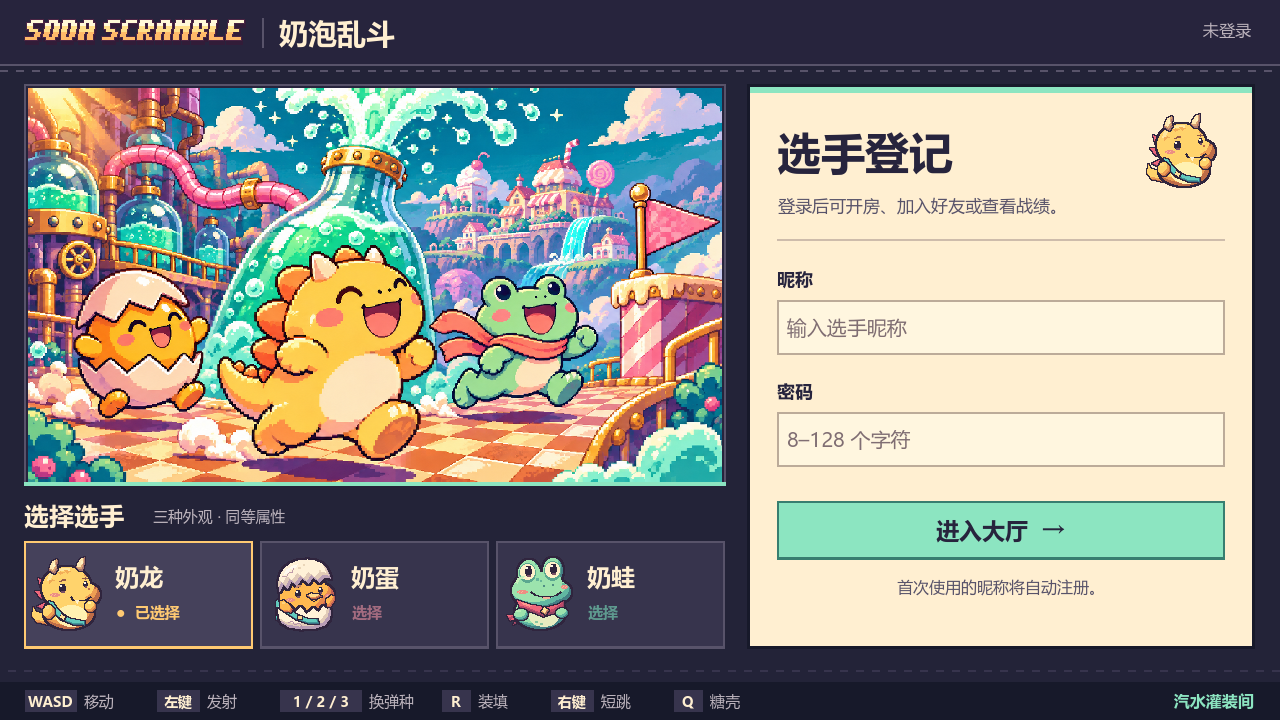 SODA SCRAMBLE
奶泡乱斗
未登录
选手登记
登录后可开房、加入好友或查看战绩。
昵称
输入选手昵称
密码
8–128 个字符
进入大厅 →
首次使用的昵称将自动注册。
选择选手 三种外观 · 同等属性
奶龙
• 已选择
奶蛋
选择
奶蛙
选择
WASD 移动 左键 发射 1 / 2 / 3 换弹种 R 装填 右键 短跳 Q 糖壳
汽水灌装间